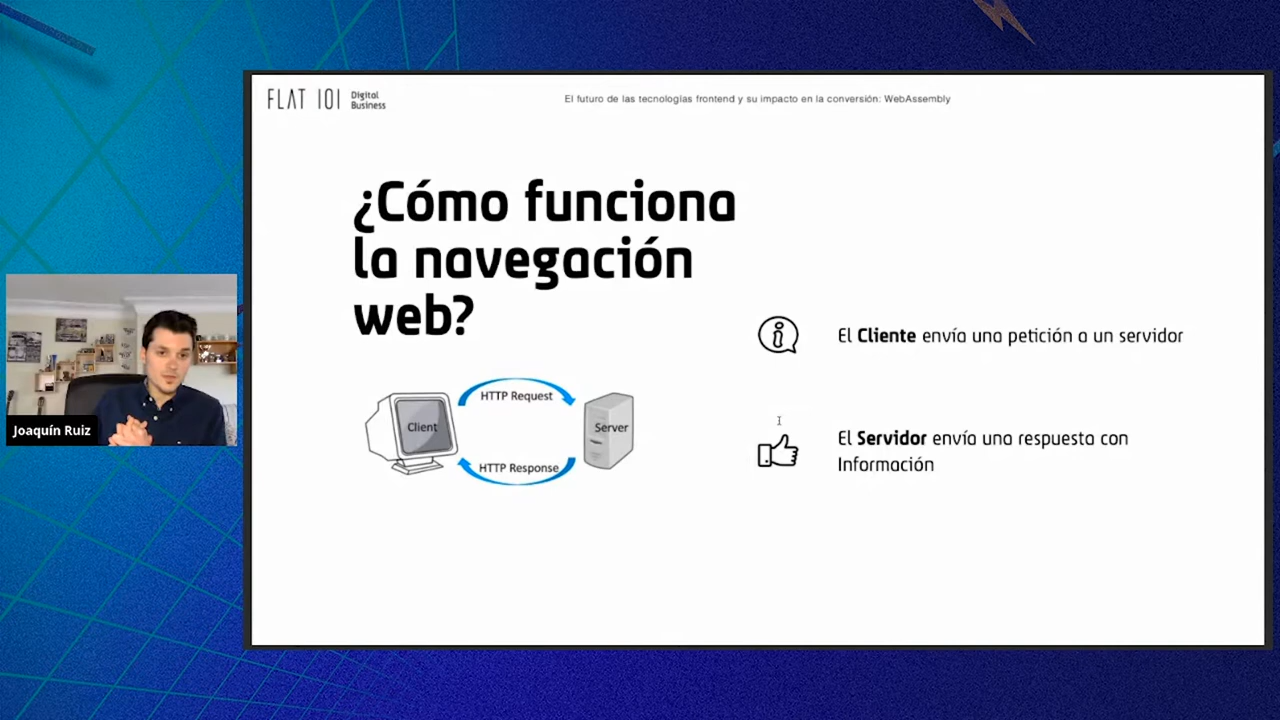 FLAT 101
Digital
Business
El futuro de las tecnologías frontend y su impacto en la conversión: WebAssembly
¿Cómo funciona
la navegación
web?
El Cliente envía una petición a un servidor
HTTP Request
Client
Server
HTTP Response
El Servidor envía una respuesta con
Información
Joaquín Ruiz